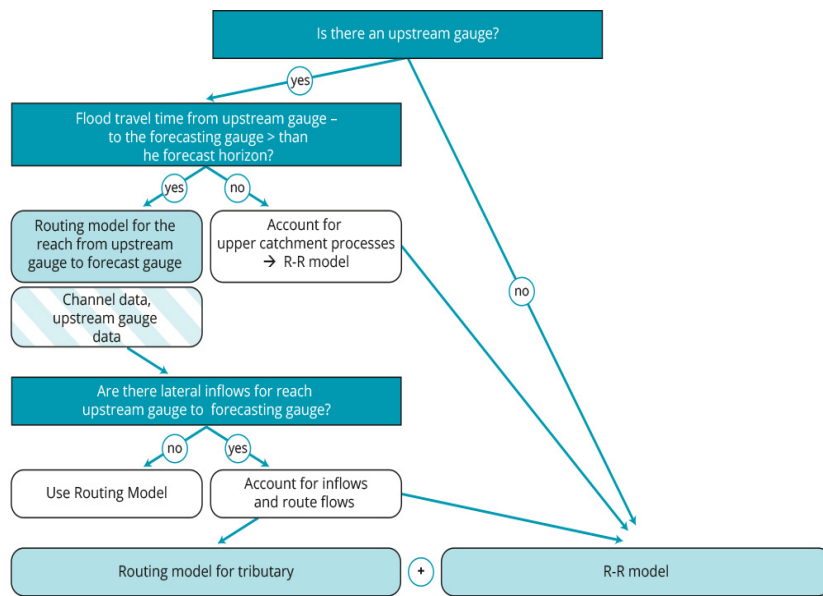 Is there an upstream gauge?
yes
Flood travel time from upstream gauge –
to the forecasting gauge > than
he forecast horizon?
yes
no
Routing model for the
reach from upstream
gauge to forecast gauge
Account for
upper catchment processes
→ R-R model
no
Channel data,
upstream gauge
data
Are there lateral inflows for reach
upstream gauge to forecasting gauge?
no
yes
Use Routing Model
Account for inflows
and route flows
Routing model for tributary
+
R-R model